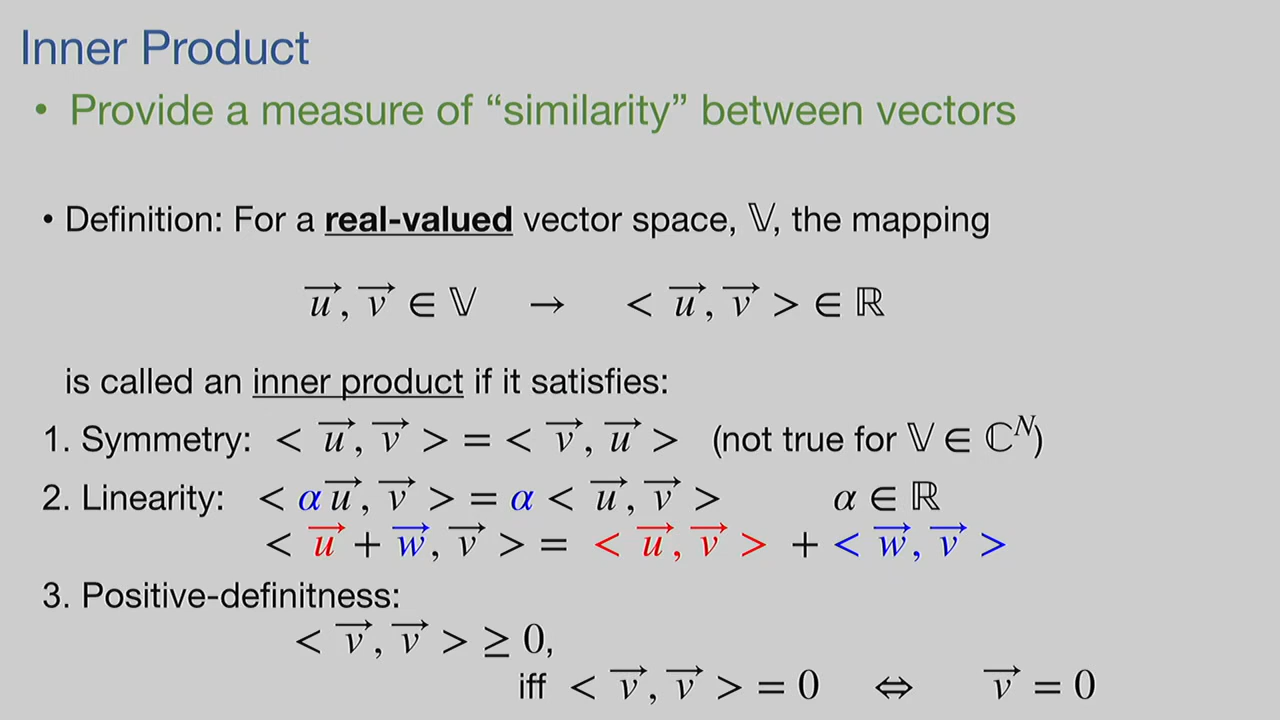 Inner Product
• Provide a measure of “similarity” between vectors
• Definition: For a real-valued vector space, 𝕍, the mapping
u⃗, v⃗ ∈ 𝕍 → < u⃗, v⃗ > ∈ ℝ
is called an inner product if it satisfies:
1. Symmetry: < u⃗, v⃗ > = < v⃗, u⃗ > (not true for 𝕍 ∈ ℂᴺ)
2. Linearity: < αu⃗, v⃗ > = α < u⃗, v⃗ > α ∈ ℝ
< u⃗ + w⃗, v⃗ > = < u⃗, v⃗ > + < w⃗, v⃗ >
3. Positive-definitness:
< v⃗, v⃗ > ≥ 0,
iff < v⃗, v⃗ > = 0 ⇔ v⃗ = 0